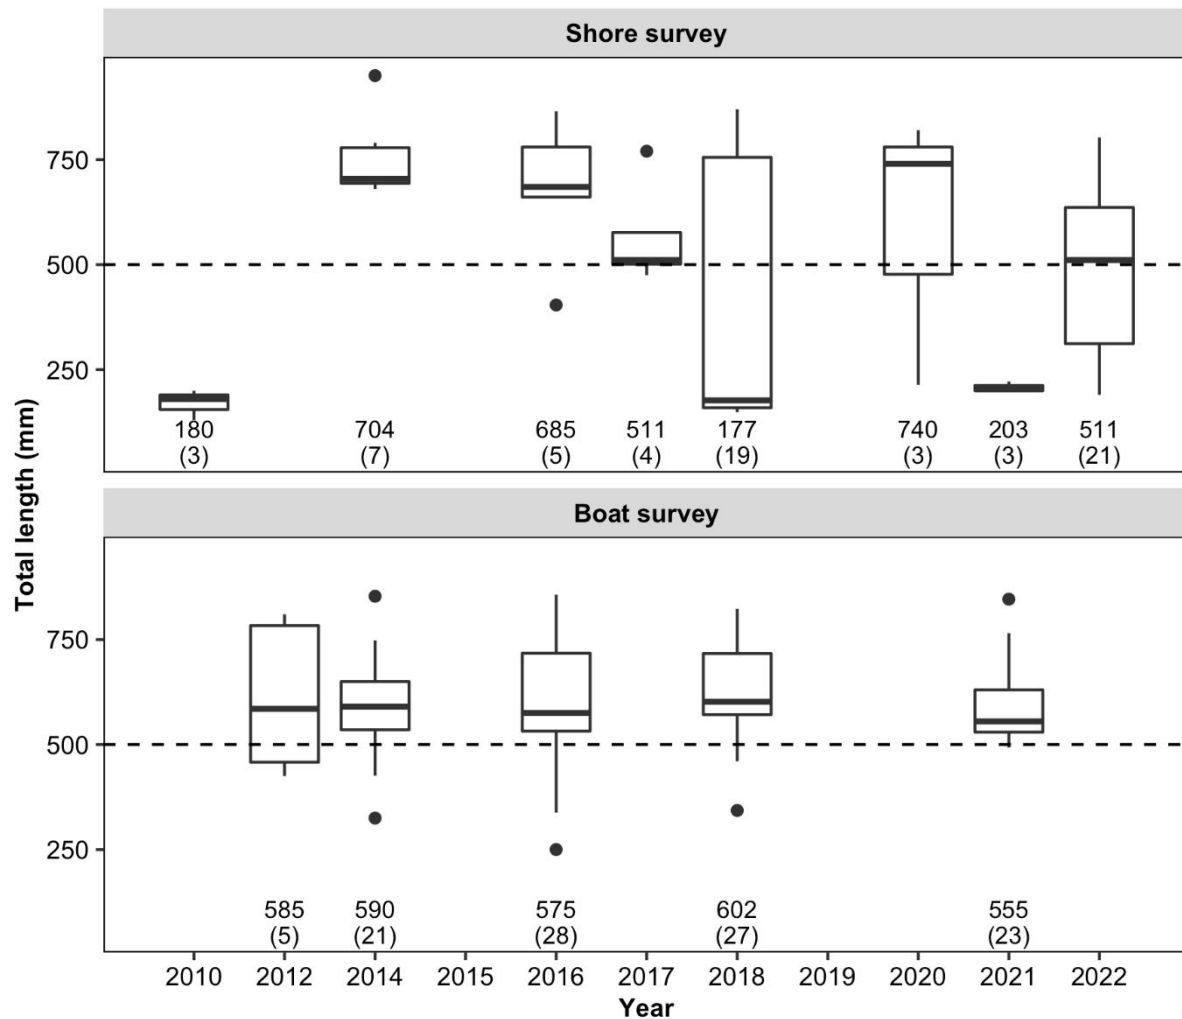 Shore survey
750
500
250
180 704 685 511 177 740 203 511
(3) (7) (5) (4) (19) (3) (3) (21)
Total length (mm)
Boat survey
750
500
250
585 590 575 602 555
(5) (21) (28) (27) (23)
2010 2012 2014 2015 2016 2017 2018 2019 2020 2021 2022
Year